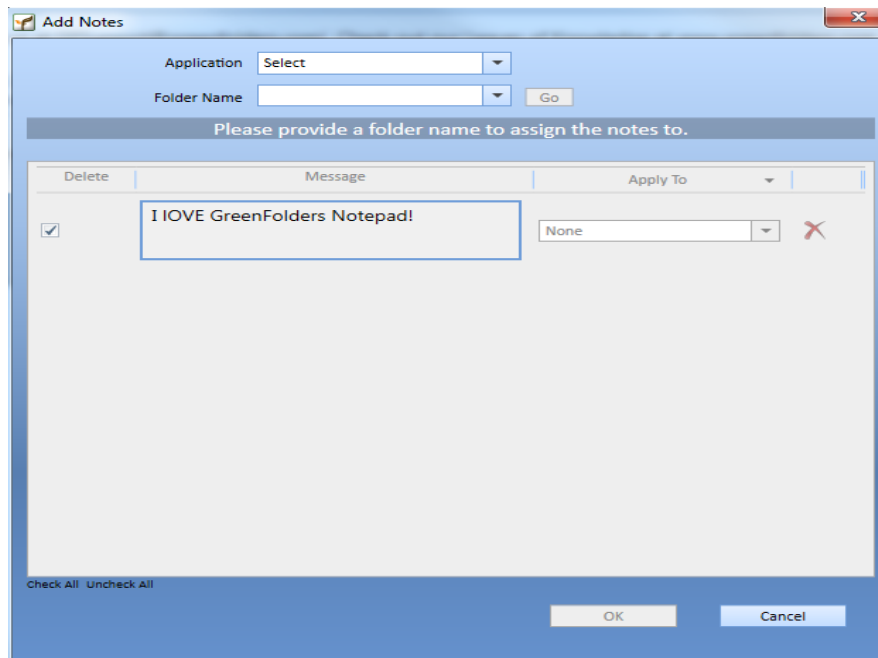 Add Notes
Application Select
Folder Name Go
Please provide a folder name to assign the notes to.
Delete Message Apply To
I lOVE GreenFolders Notepad!
None
Check All Uncheck All
OK Cancel